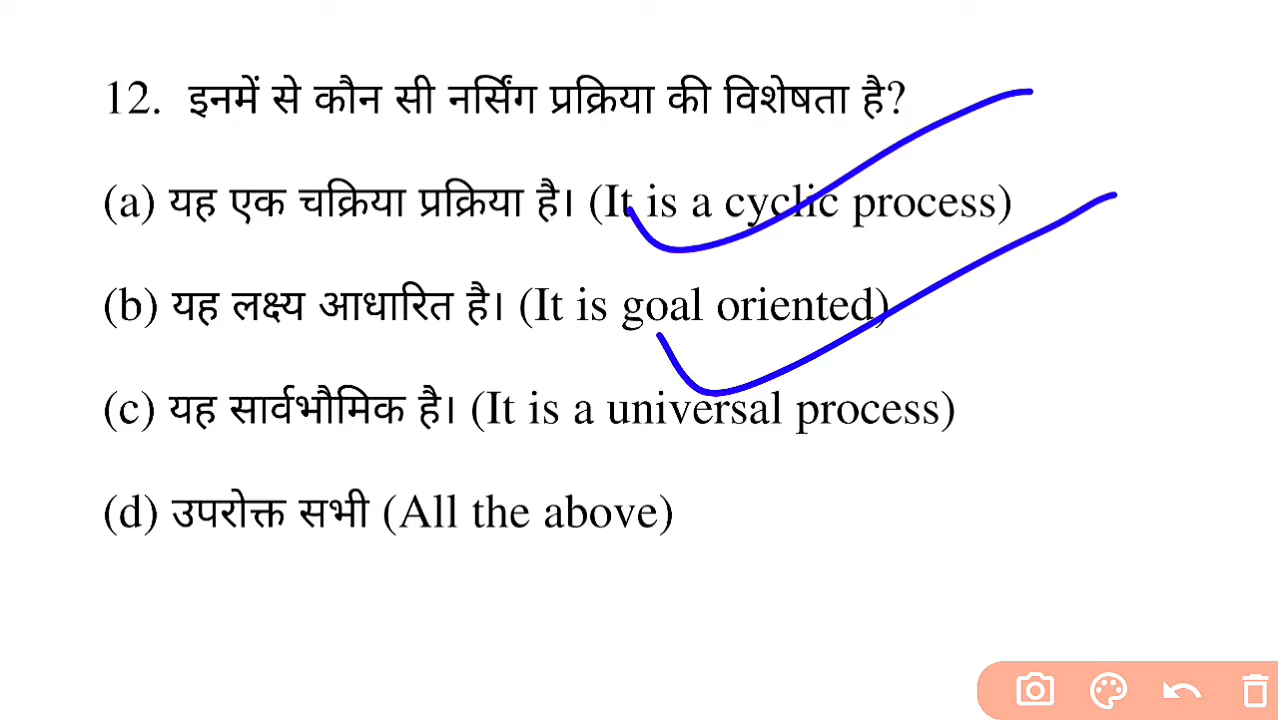 12. इनमें से कौन सी नर्सिंग प्रक्रिया की विशेषता है?
(a) यह एक चक्रिया प्रक्रिया है। (It is a cyclic process)
(b) यह लक्ष्य आधारित है। (It is goal oriented)
(c) यह सार्वभौमिक है। (It is a universal process)
(d) उपरोक्त सभी (All the above)